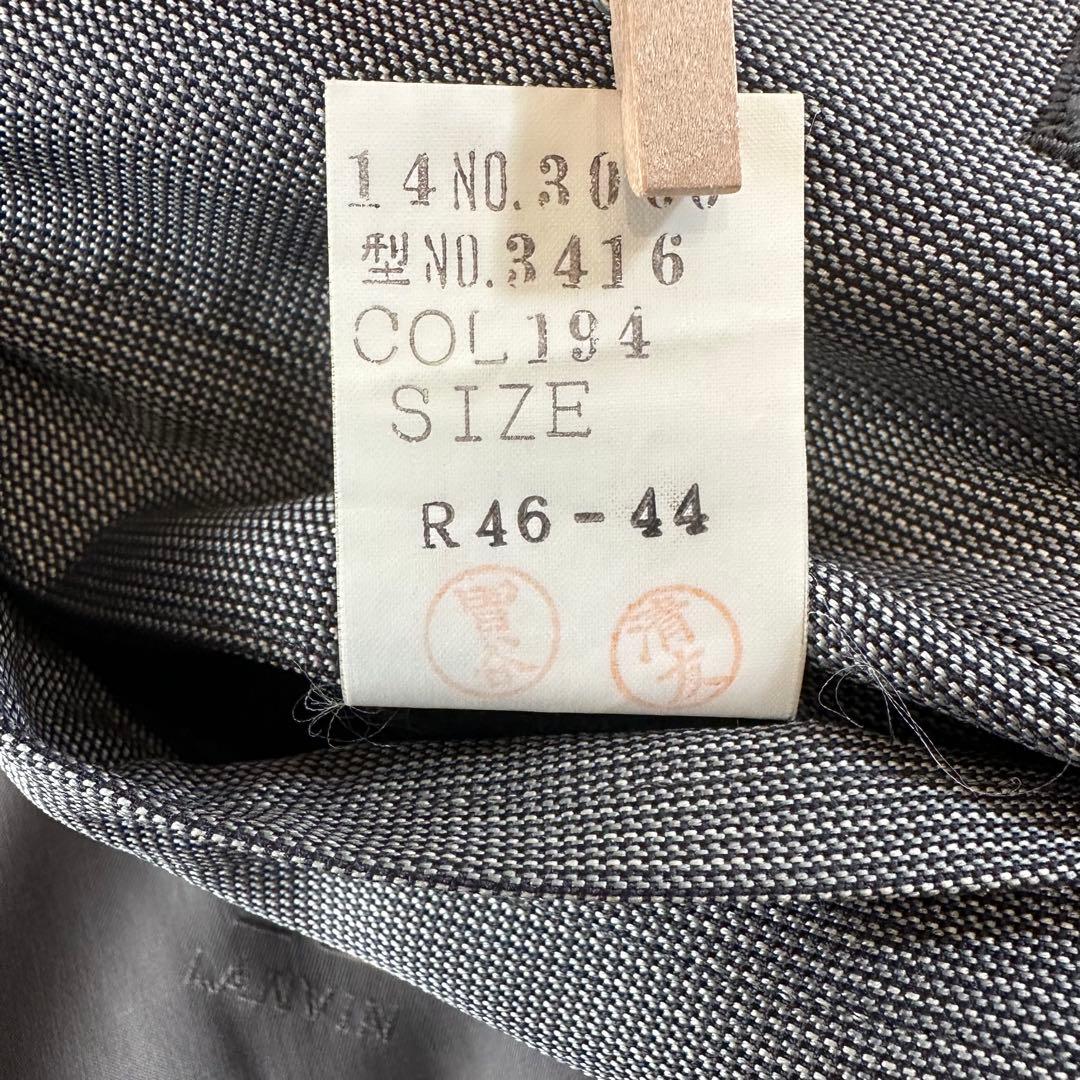 14NO.30
型NO.3416
COL194
SIZE
R46-44
LANVIN